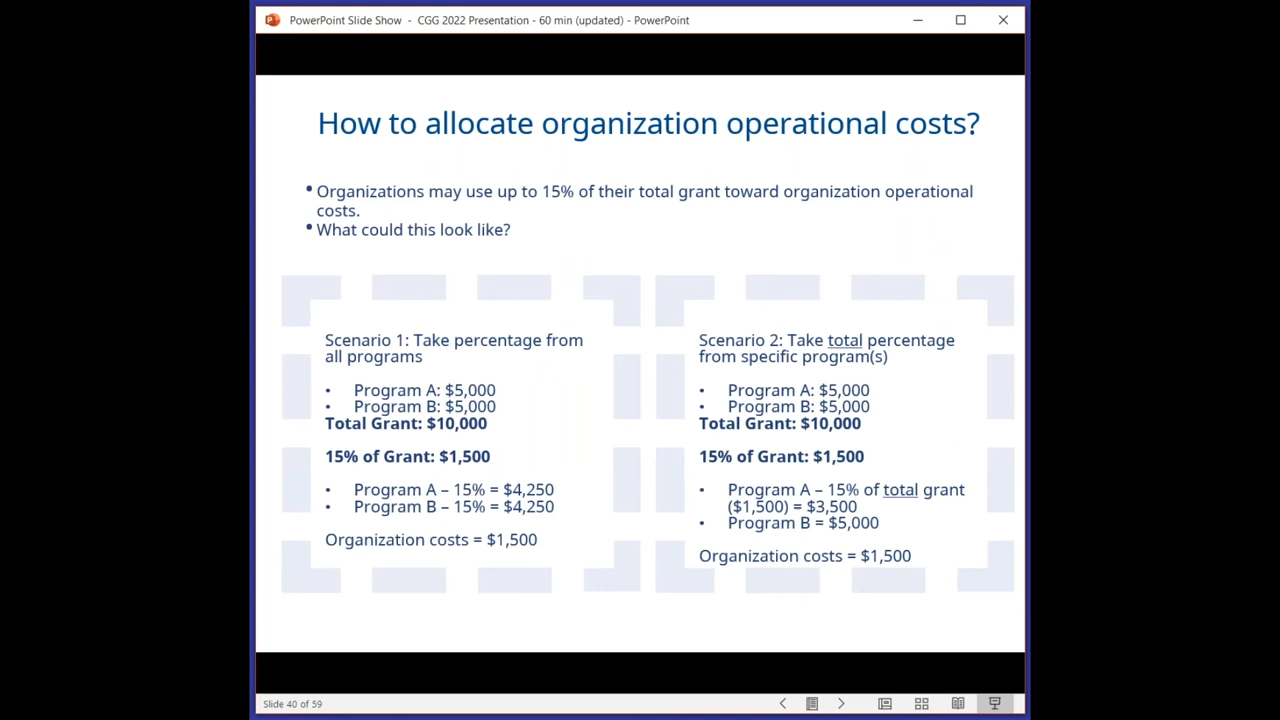 PowerPoint Slide Show - CGG 2022 Presentation - 60 min (updated) - PowerPoint
How to allocate organization operational costs?
• Organizations may use up to 15% of their total grant toward organization operational
costs.
• What could this look like?
Scenario 1: Take percentage from
all programs
• Program A: $5,000
• Program B: $5,000
Total Grant: $10,000
15% of Grant: $1,500
• Program A – 15% = $4,250
• Program B – 15% = $4,250
Organization costs = $1,500
Scenario 2: Take total percentage
from specific program(s)
• Program A: $5,000
• Program B: $5,000
Total Grant: $10,000
15% of Grant: $1,500
• Program A – 15% of total grant
($1,500) = $3,500
• Program B = $5,000
Organization costs = $1,500
Slide 40 of 59